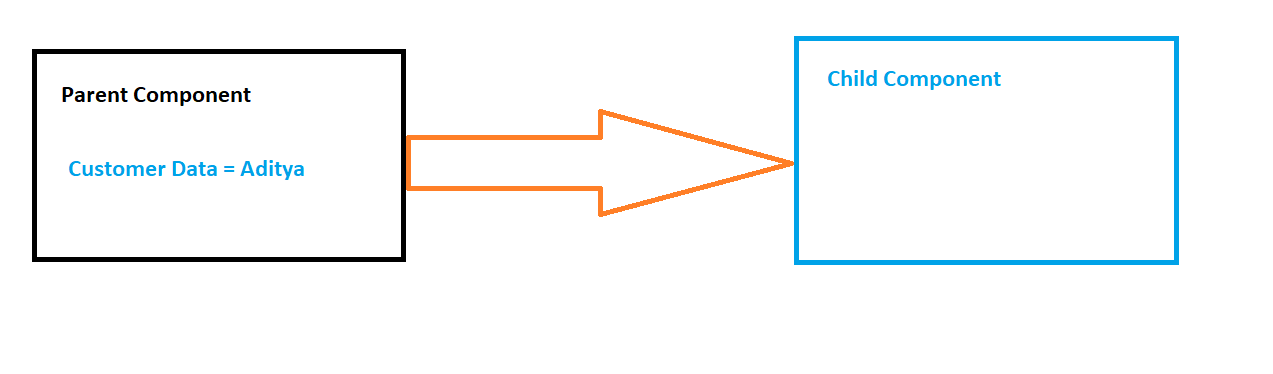 Parent Component
Customer Data = Aditya
Child Component